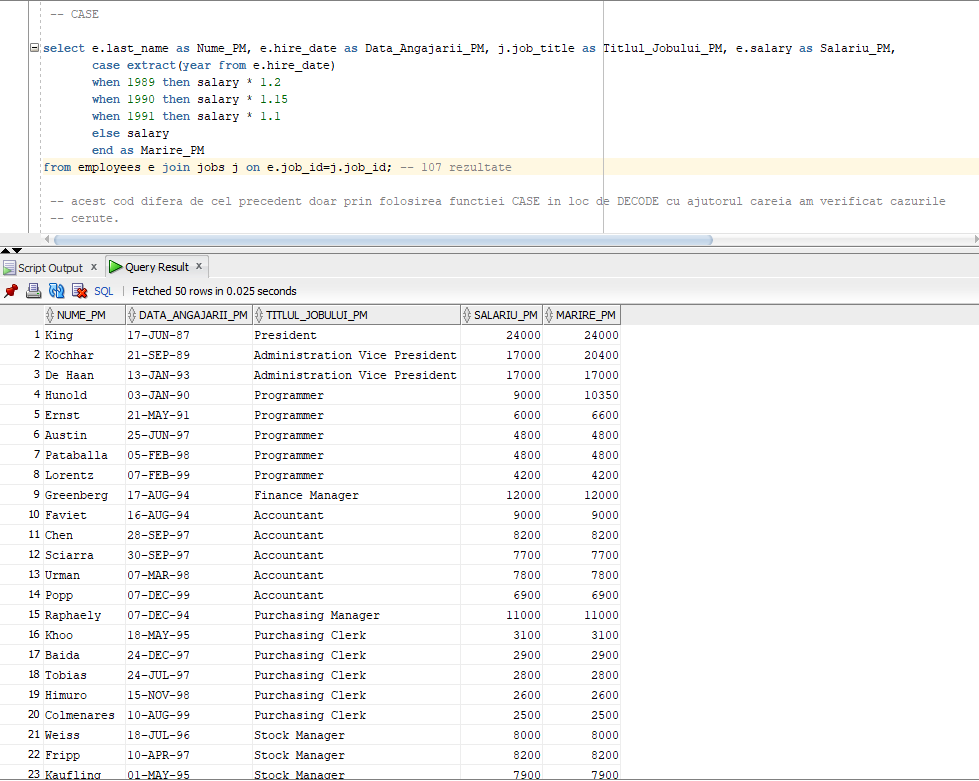 -- CASE
select e.last_name as Nume_PM, e.hire_date as Data_Angajarii_PM, j.job_title as Titlul_Jobului_PM, e.salary as Salariu_PM,
case extract(year from e.hire_date)
when 1989 then salary * 1.2
when 1990 then salary * 1.15
when 1991 then salary * 1.1
else salary
end as Marire_PM
from employees e join jobs j on e.job_id=j.job_id; -- 107 rezultate
-- acest cod difera de cel precedent doar prin folosirea functiei CASE in loc de DECODE cu ajutorul careia am verificat cazurile
-- cerute.
Script Output x Query Result x
SQL | Fetched 50 rows in 0.025 seconds
NUME_PM DATA_ANGAJARII_PM TITLUL_JOBULUI_PM SALARIU_PM MARIRE_PM
1 King 17-JUN-87 President 24000 24000
2 Kochhar 21-SEP-89 Administration Vice President 17000 20400
3 De Haan 13-JAN-93 Administration Vice President 17000 17000
4 Hunold 03-JAN-90 Programmer 9000 10350
5 Ernst 21-MAY-91 Programmer 6000 6600
6 Austin 25-JUN-97 Programmer 4800 4800
7 Pataballa 05-FEB-98 Programmer 4800 4800
8 Lorentz 07-FEB-99 Programmer 4200 4200
9 Greenberg 17-AUG-94 Finance Manager 12000 12000
10 Faviet 16-AUG-94 Accountant 9000 9000
11 Chen 28-SEP-97 Accountant 8200 8200
12 Sciarra 30-SEP-97 Accountant 7700 7700
13 Urman 07-MAR-98 Accountant 7800 7800
14 Popp 07-DEC-99 Accountant 6900 6900
15 Raphaely 07-DEC-94 Purchasing Manager 11000 11000
16 Khoo 18-MAY-95 Purchasing Clerk 3100 3100
17 Baida 24-DEC-97 Purchasing Clerk 2900 2900
18 Tobias 24-JUL-97 Purchasing Clerk 2800 2800
19 Himuro 15-NOV-98 Purchasing Clerk 2600 2600
20 Colmenares 10-AUG-99 Purchasing Clerk 2500 2500
21 Weiss 18-JUL-96 Stock Manager 8000 8000
22 Fripp 10-APR-97 Stock Manager 8200 8200
23 Kaufling 01-MAY-95 Stock Manager 7900 7900